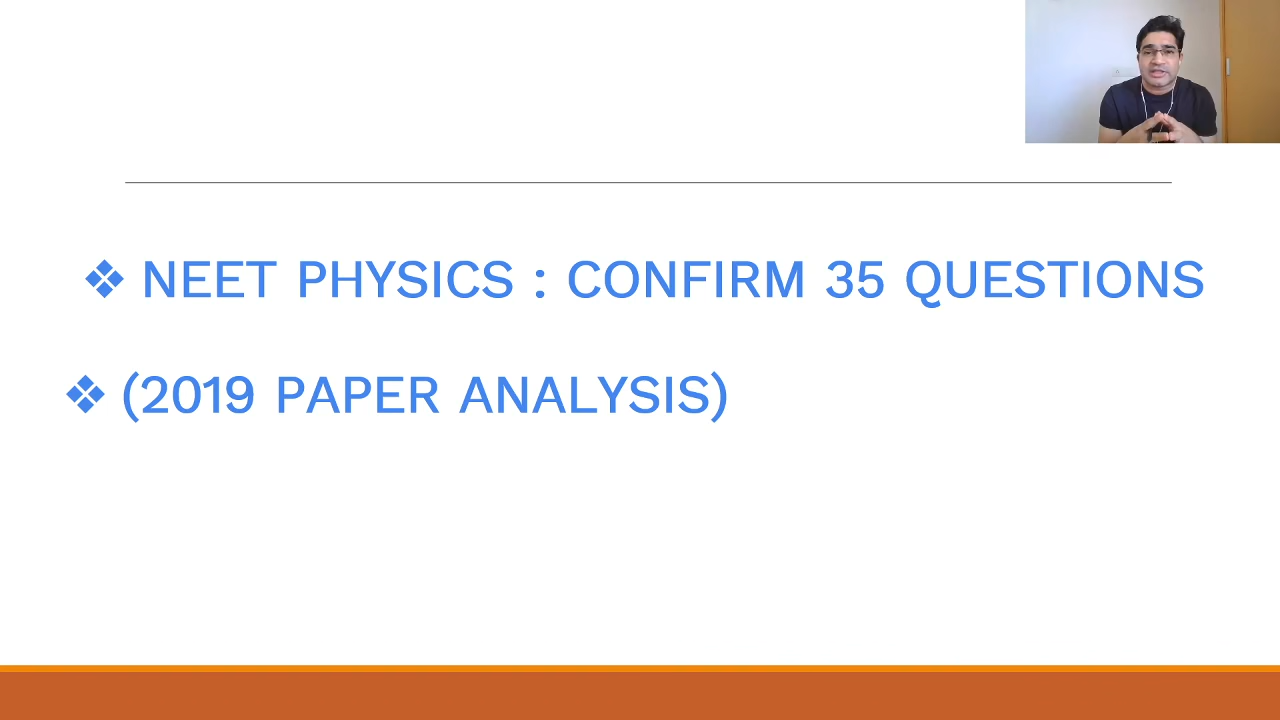 ❖ NEET PHYSICS : CONFIRM 35 QUESTIONS
❖ (2019 PAPER ANALYSIS)